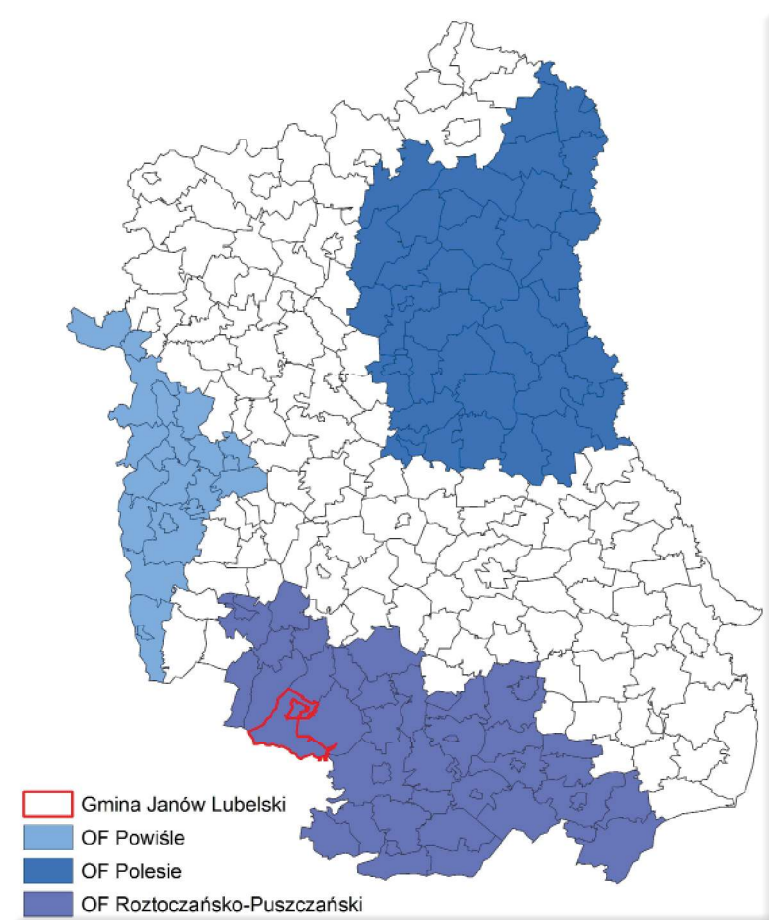 Gmina Janów Lubelski
OF Powiśle
OF Polesie
OF Roztoczańsko-Puszczański